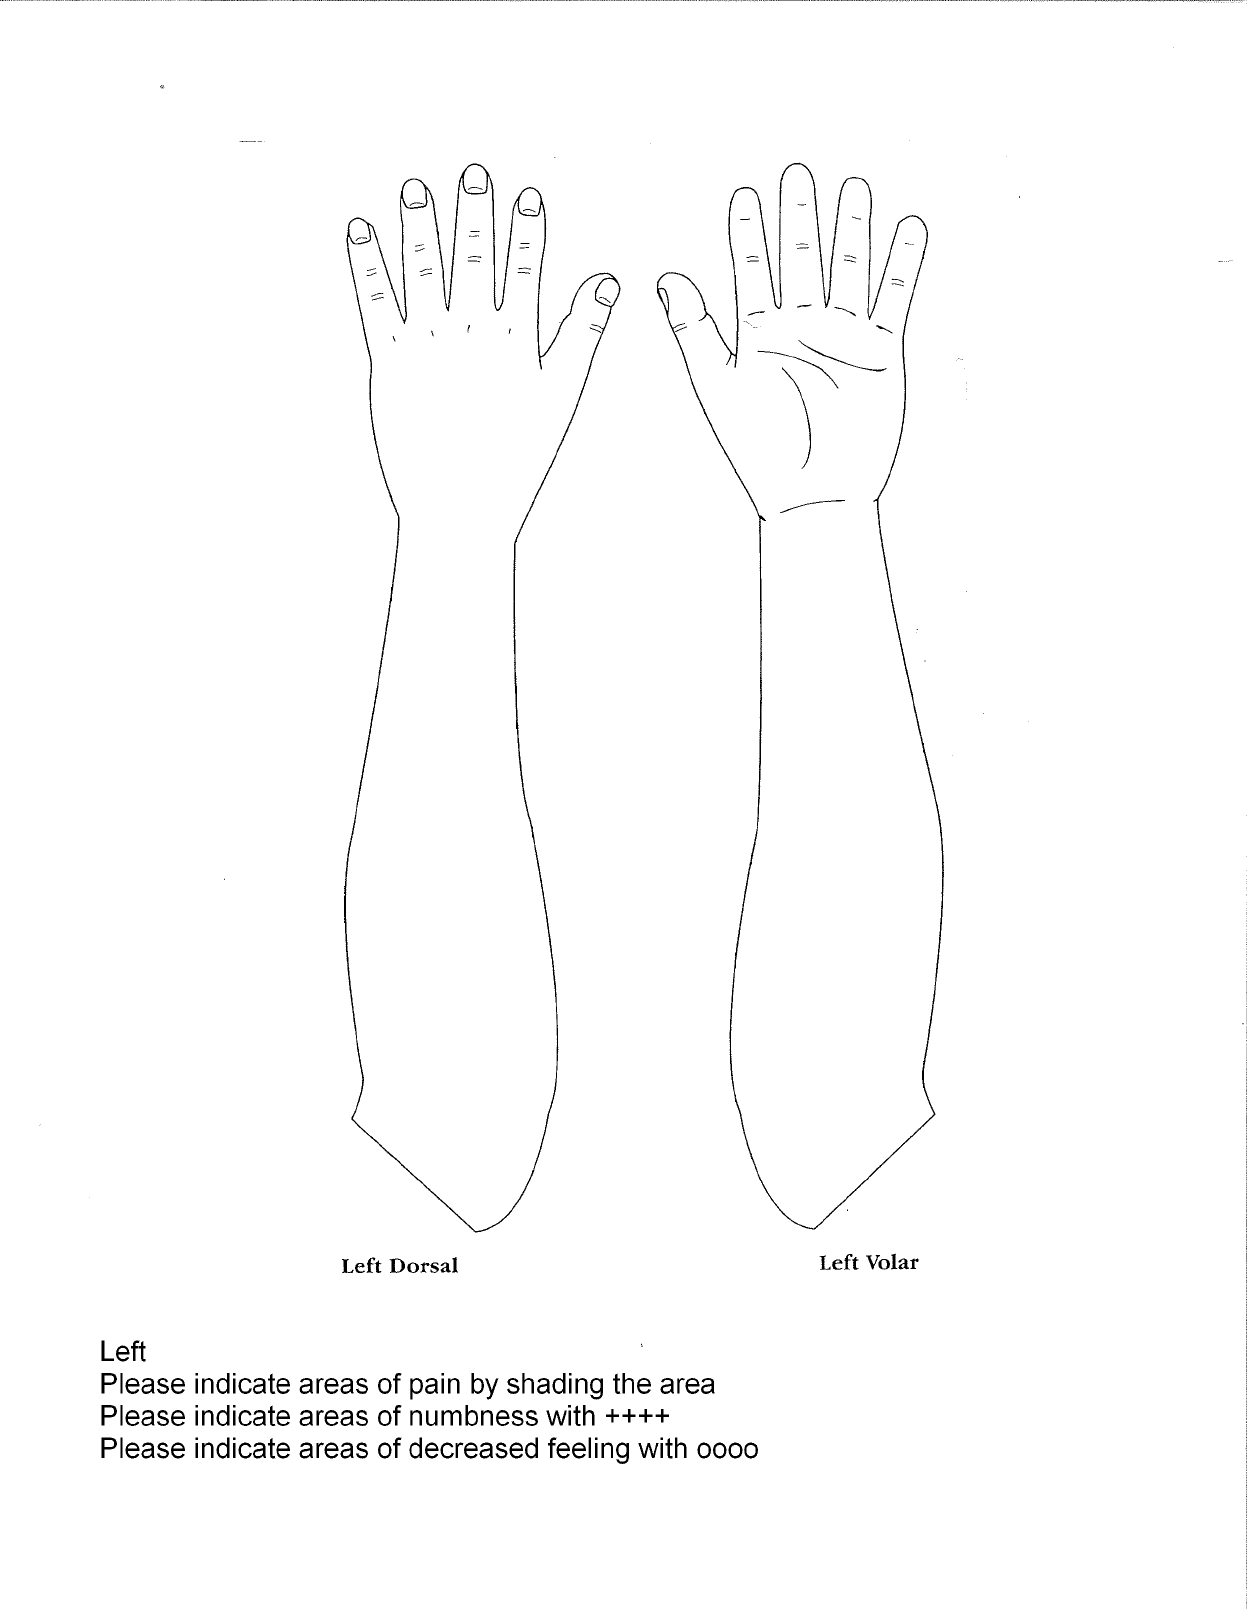 Left Dorsal
Left Volar
Left
Please indicate areas of pain by shading the area
Please indicate areas of numbness with ++++
Please indicate areas of decreased feeling with oooo